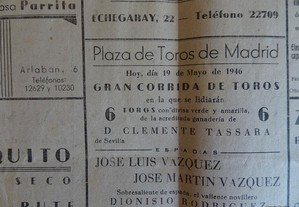 asa Parrita
ECHEGARAY, 22 — Teléfono 22709
Plaza de Toros de Madrid
Arlaban, 6
Teléfonos:
12629 y 10230
Hoy, día 19 de Mayo de 1946
GRAN CORRIDA DE TOROS
en la que se lidiarán
6 TOROS con divisa verde y amarilla, 6
de la acreditada ganadería de
D CLEMENTE TASSARA
de Sevilla
ESPADAS
JOSE LUIS VAZQUEZ
JOSE MARTIN VAZQUEZ
Sobresaliente de espada, el valiente novillero
DIONISIO RODRIGUEZ
QUITO
SECO